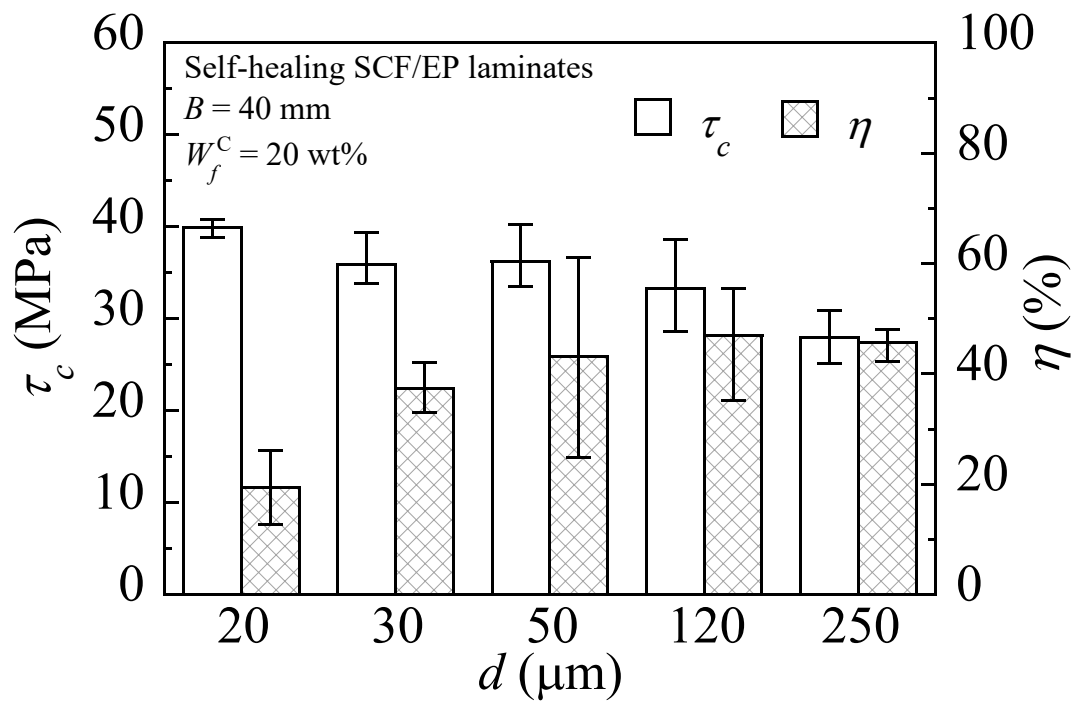 Self-healing SCF/EP laminates
B = 40 mm
W_f^C = 20 wt%
τ_c
η
60
50
40
30
20
10
0
τ_c (MPa)
100
80
60
40
20
0
η (%)
20 30 50 120 250
d (μm)